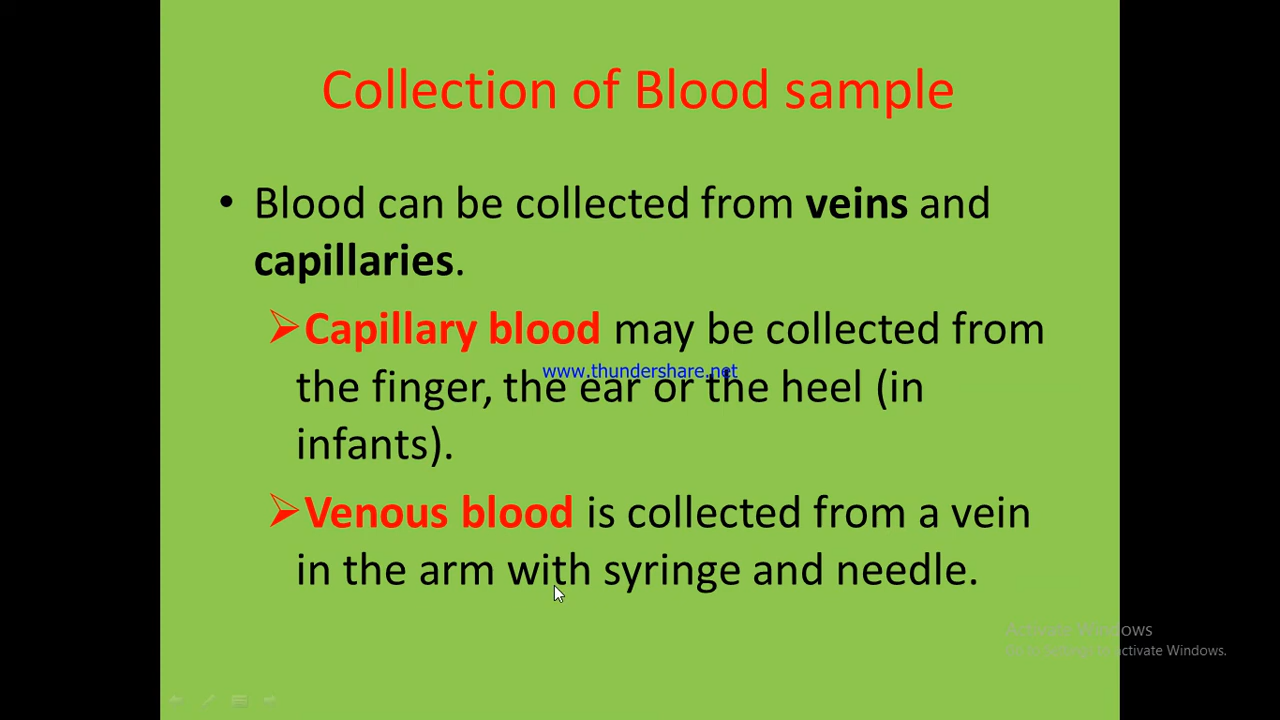 Collection of Blood sample
• Blood can be collected from veins and
capillaries.
➢Capillary blood may be collected from
www.thundershare.net
the finger, the ear or the heel (in
infants).
➢Venous blood is collected from a vein
in the arm with syringe and needle.
Activate Windows
Go to Settings to activate Windows.